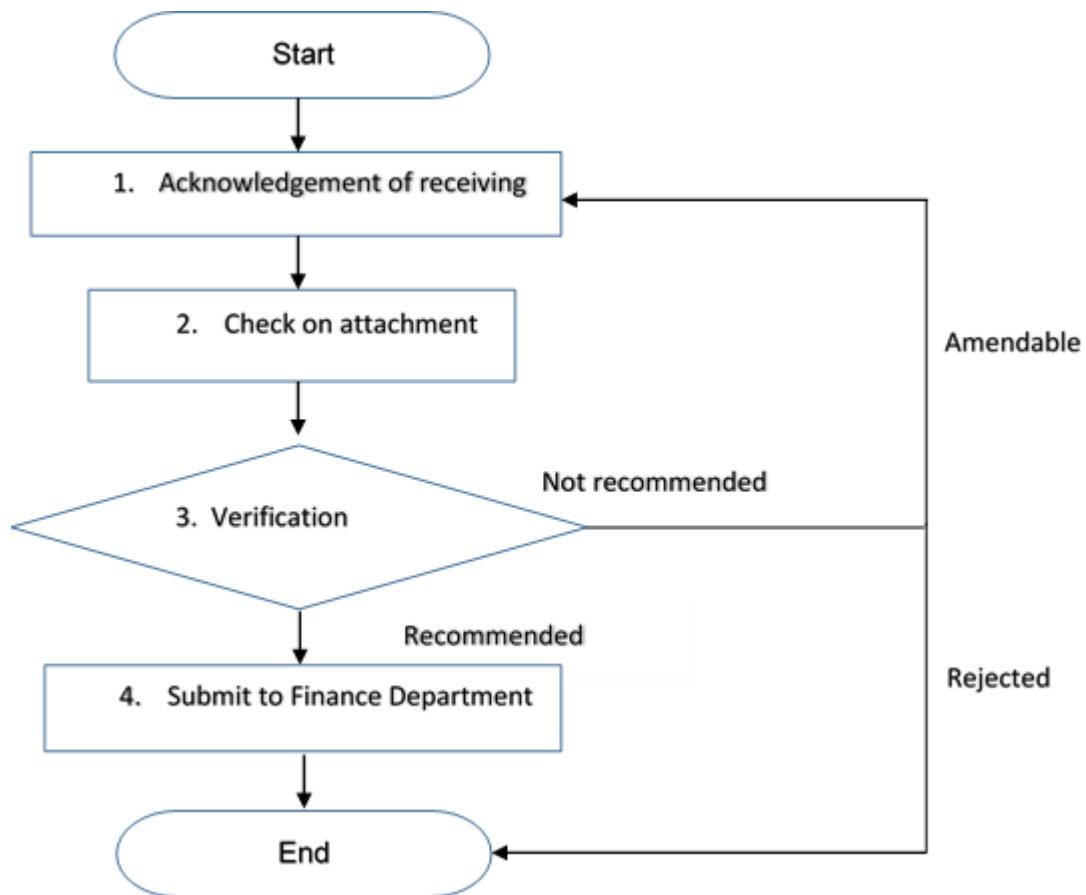 Start
1. Acknowledgement of receiving
2. Check on attachment
Amendable
Not recommended
3. Verification
Recommended
4. Submit to Finance Department
Rejected
End